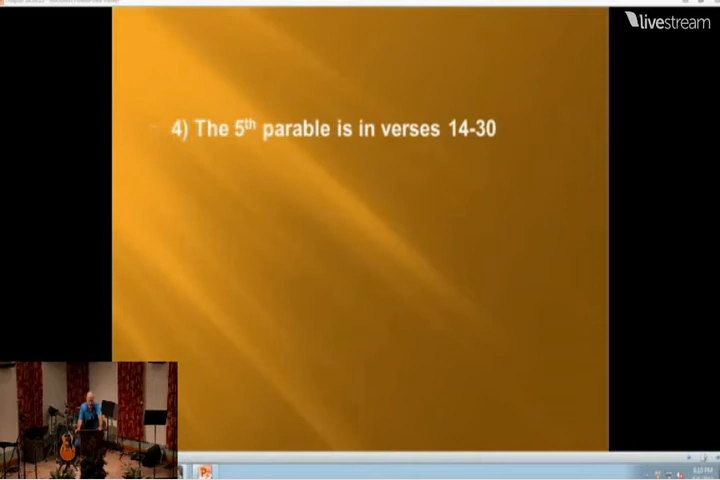 livestream
4) The 5th parable is in verses 14-30